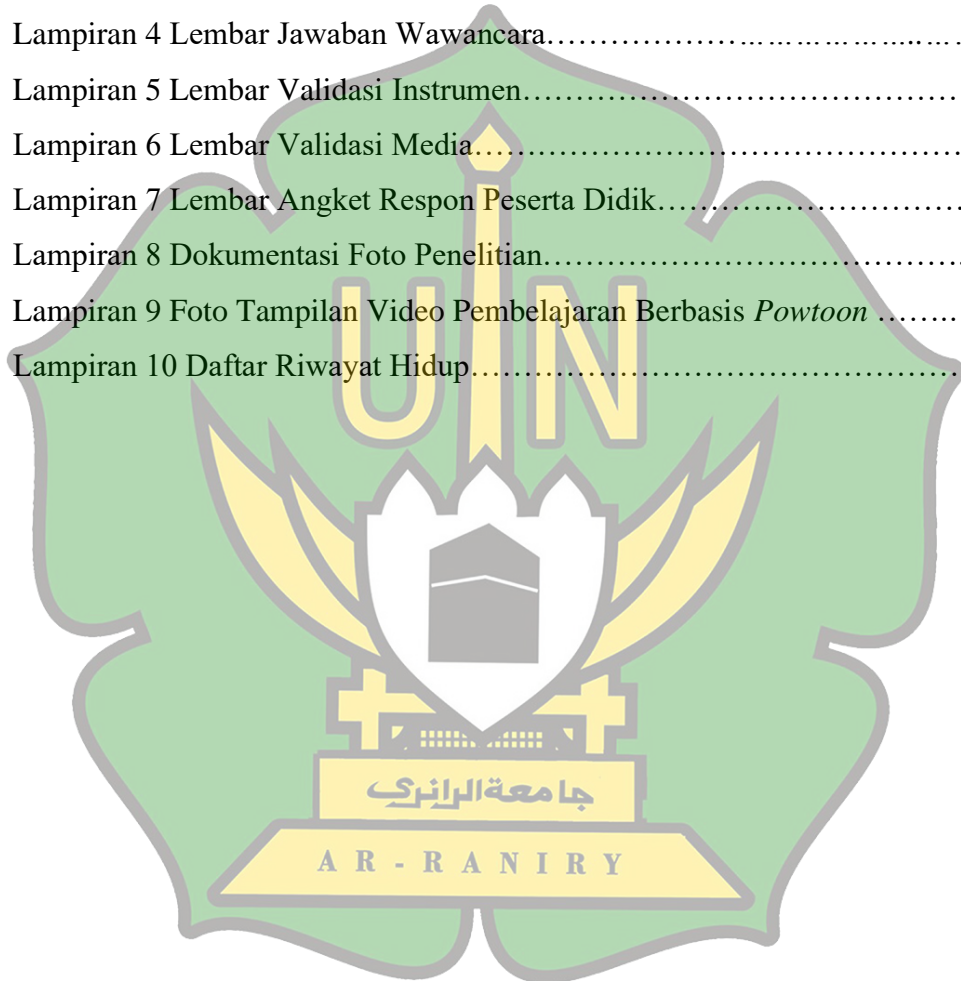 Lampiran 4 Lembar Jawaban Wawancara………………...…………….…..….
Lampiran 5 Lembar Validasi Instrumen…………………………………………
Lampiran 6 Lembar Validasi Media………………………………………………
Lampiran 7 Lembar Angket Respon Peserta Didik……………………………
Lampiran 8 Dokumentasi Foto Penelitian………………………………………
Lampiran 9 Foto Tampilan Video Pembelajaran Berbasis Powtoon ……..
Lampiran 10 Daftar Riwayat Hidup………………………………………………
UIN
جامعةالرانري
AR-RANIRY